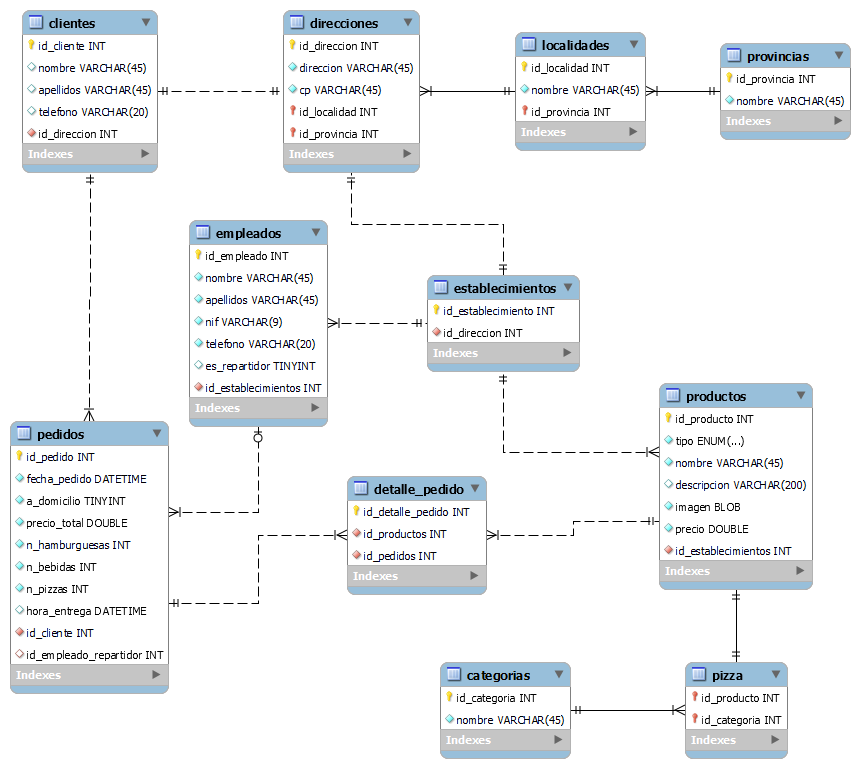 clientes
id_cliente INT
nombre VARCHAR(45)
apellidos VARCHAR(45)
telefono VARCHAR(20)
id_direccion INT
Indexes
direcciones
id_direccion INT
direccion VARCHAR(45)
cp VARCHAR(45)
id_localidad INT
id_provincia INT
Indexes
localidades
id_localidad INT
nombre VARCHAR(45)
id_provincia INT
Indexes
provincias
id_provincia INT
nombre VARCHAR(45)
Indexes
empleados
id_empleado INT
nombre VARCHAR(45)
apellidos VARCHAR(45)
nif VARCHAR(9)
telefono VARCHAR(20)
es_repartidor TINYINT
id_establecimientos INT
Indexes
establecimientos
id_establecimiento INT
id_direccion INT
Indexes
productos
id_producto INT
tipo ENUM(...)
nombre VARCHAR(45)
descripcion VARCHAR(200)
imagen BLOB
precio DOUBLE
id_establecimientos INT
Indexes
pedidos
id_pedido INT
fecha_pedido DATETIME
a_domicilio TINYINT
precio_total DOUBLE
n_hamburguesas INT
n_bebidas INT
n_pizzas INT
hora_entrega DATETIME
id_cliente INT
id_empleado_repartidor INT
Indexes
detalle_pedido
id_detalle_pedido INT
id_productos INT
id_pedidos INT
Indexes
categorias
id_categoria INT
nombre VARCHAR(45)
Indexes
pizza
id_producto INT
id_categoria INT
Indexes